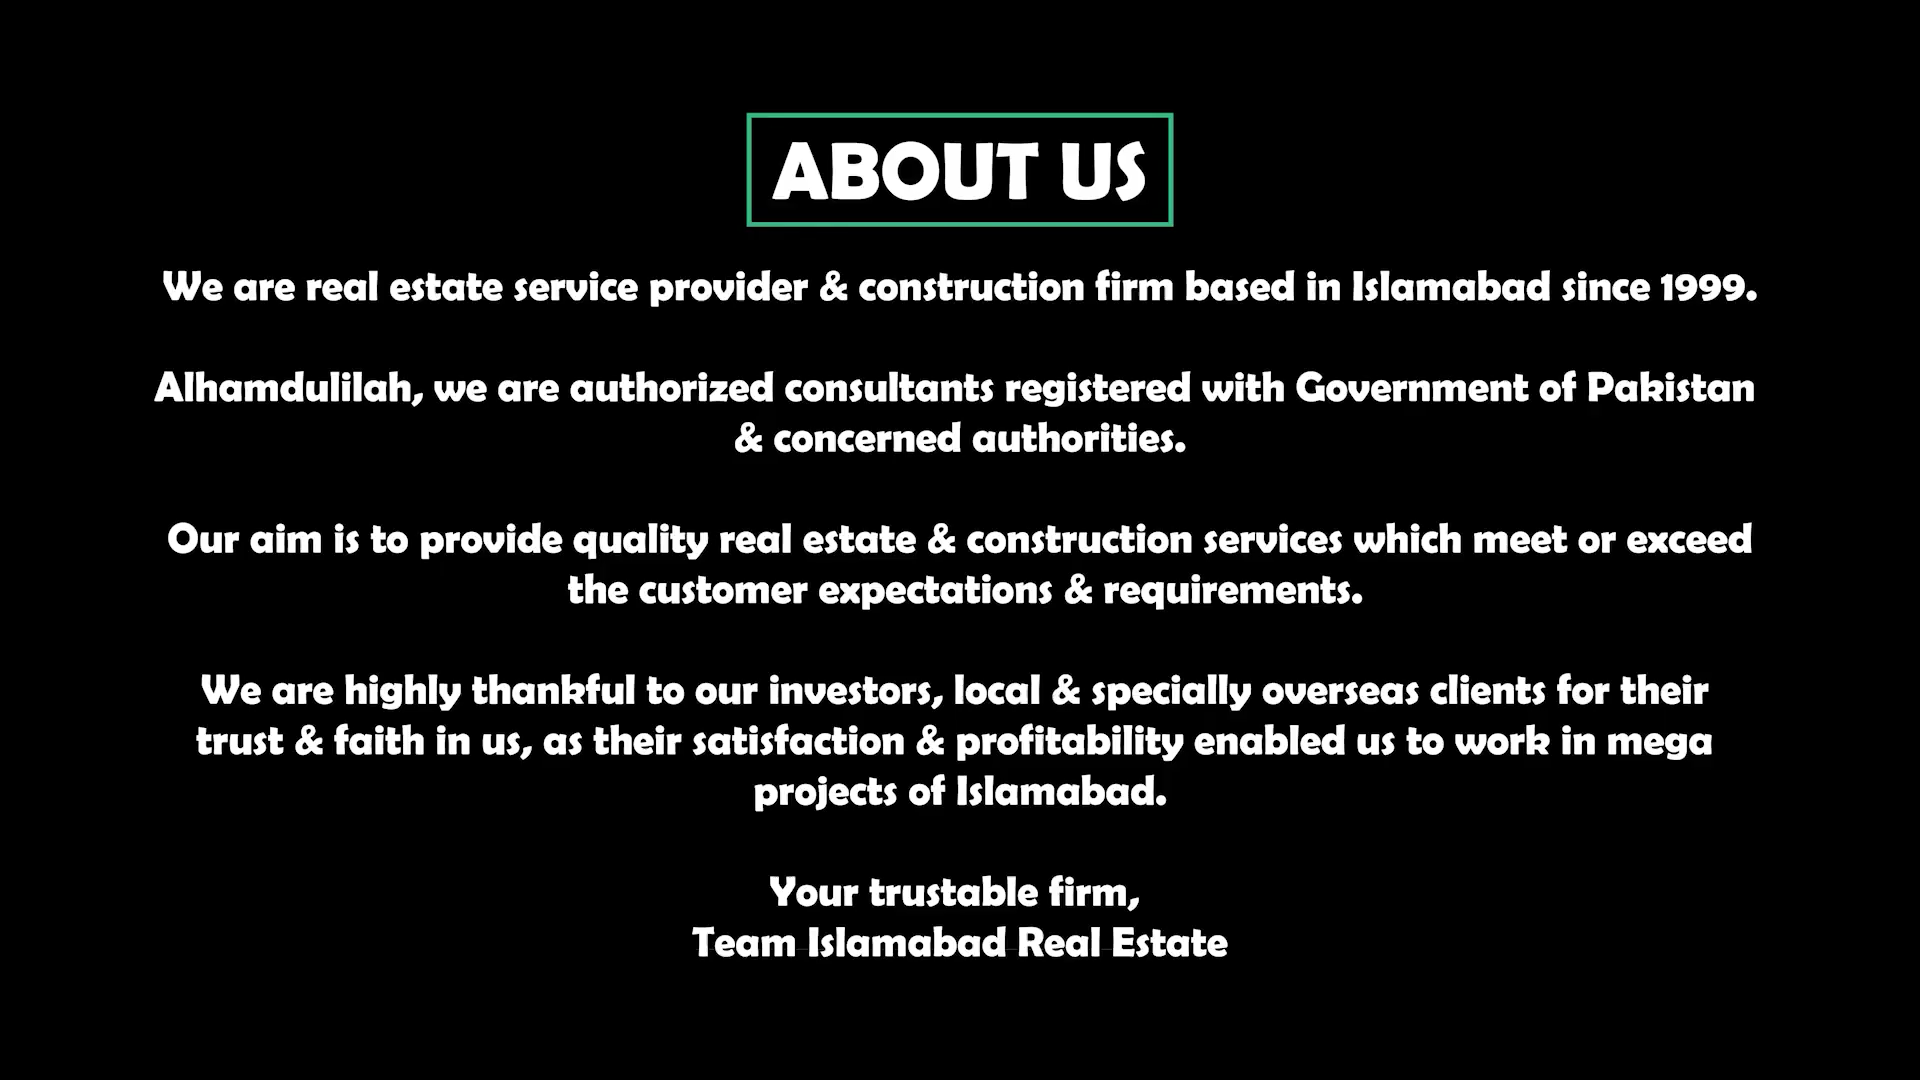 ABOUT US
We are real estate service provider & construction firm based in Islamabad since 1999.
Alhamdulilah, we are authorized consultants registered with Government of Pakistan
& concerned authorities.
Our aim is to provide quality real estate & construction services which meet or exceed
the customer expectations & requirements.
We are highly thankful to our investors, local & specially overseas clients for their
trust & faith in us, as their satisfaction & profitability enabled us to work in mega
projects of Islamabad.
Your trustable firm,
Team Islamabad Real Estate